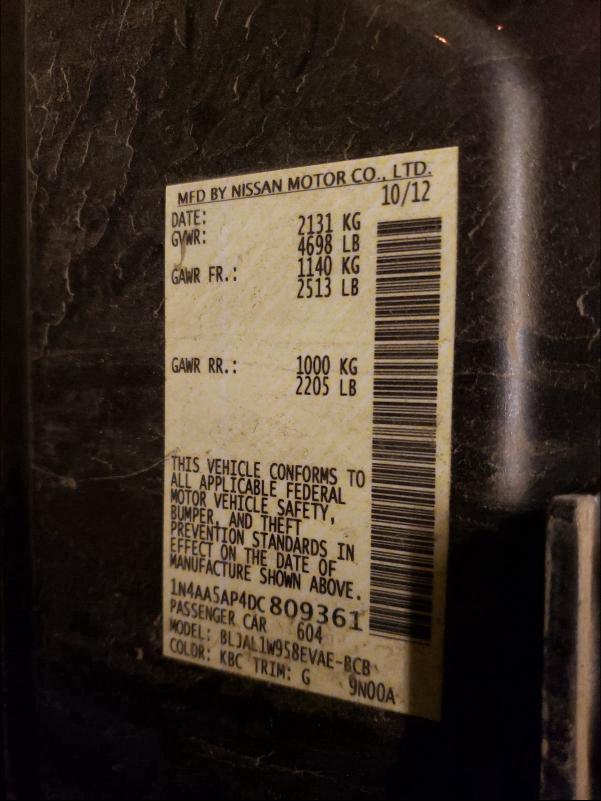 MFD BY NISSAN MOTOR CO., LTD.
DATE: 10/12
GVWR: 2131 KG
4698 LB
GAWR FR.: 1140 KG
2513 LB
GAWR RR.: 1000 KG
2205 LB
THIS VEHICLE CONFORMS TO
ALL APPLICABLE FEDERAL
MOTOR VEHICLE SAFETY,
BUMPER, AND THEFT
PREVENTION STANDARDS IN
EFFECT ON THE DATE OF
MANUFACTURE SHOWN ABOVE.
1N4AA5AP4DC809361
PASSENGER CAR 604
MODEL: BLJAL1W958EVAE-BCB
COLOR: KBC TRIM: G 9N00A